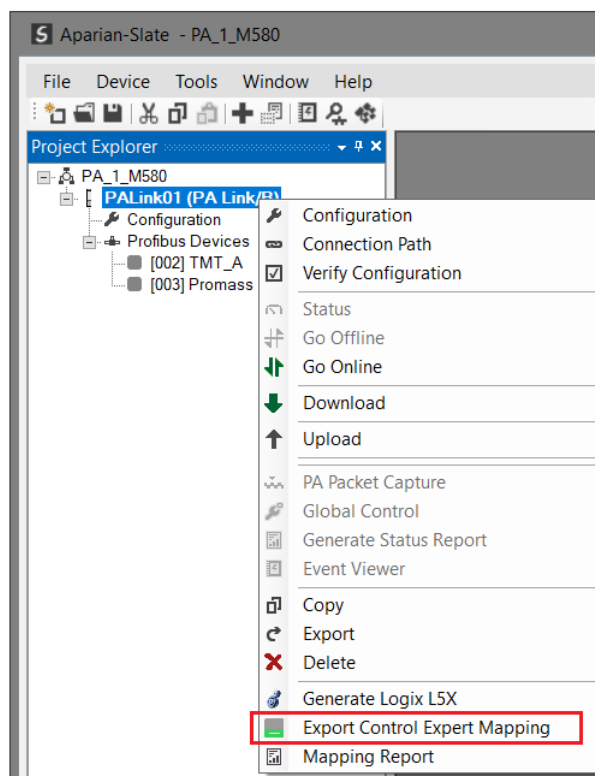 S Aparian-Slate - PA_1_M580
File Device Tools Window Help
Project Explorer
PA_1_M580
PALink01 (PA Link/B)
Configuration
Profibus Devices
[002] TMT_A
[003] Promass
Configuration
Connection Path
Verify Configuration
Status
Go Offline
Go Online
Download
Upload
PA Packet Capture
Global Control
Generate Status Report
Event Viewer
Copy
Export
Delete
Generate Logix L5X
Export Control Expert Mapping
Mapping Report